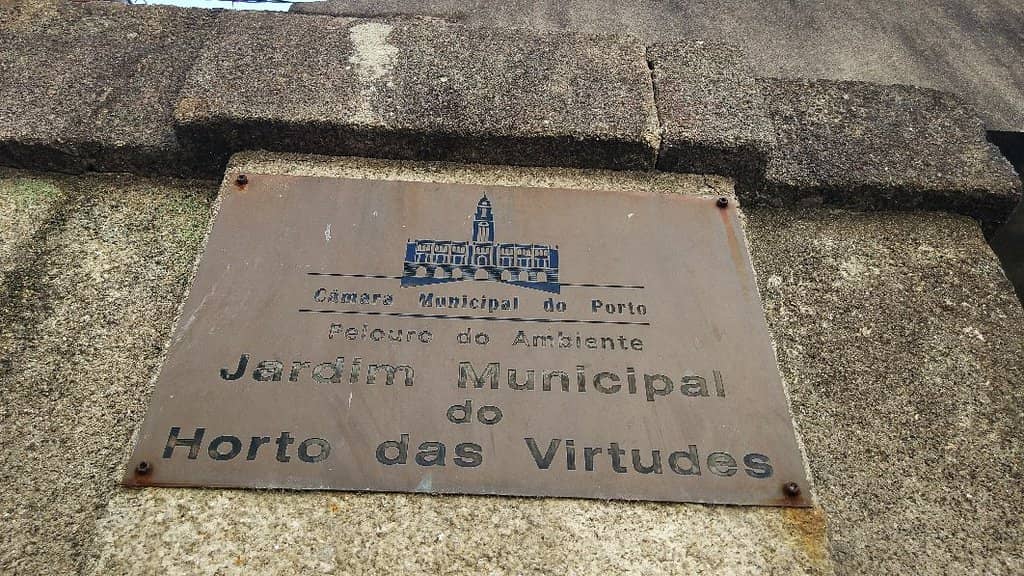 Câmara Municipal do Porto
Pelouro do Ambiente
Jardim Municipal
do
Horto das Virtudes